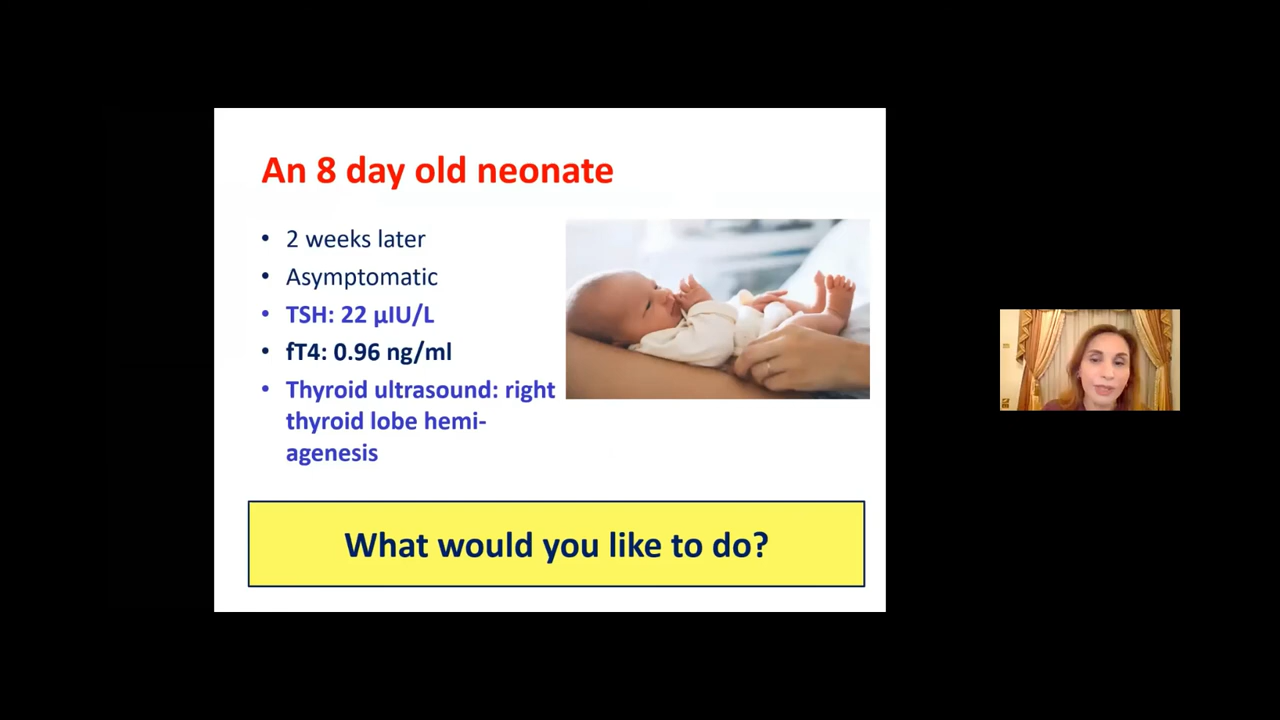 An 8 day old neonate
• 2 weeks later
• Asymptomatic
• TSH: 22 µIU/L
• fT4: 0.96 ng/ml
• Thyroid ultrasound: right
thyroid lobe hemi-
agenesis
What would you like to do?